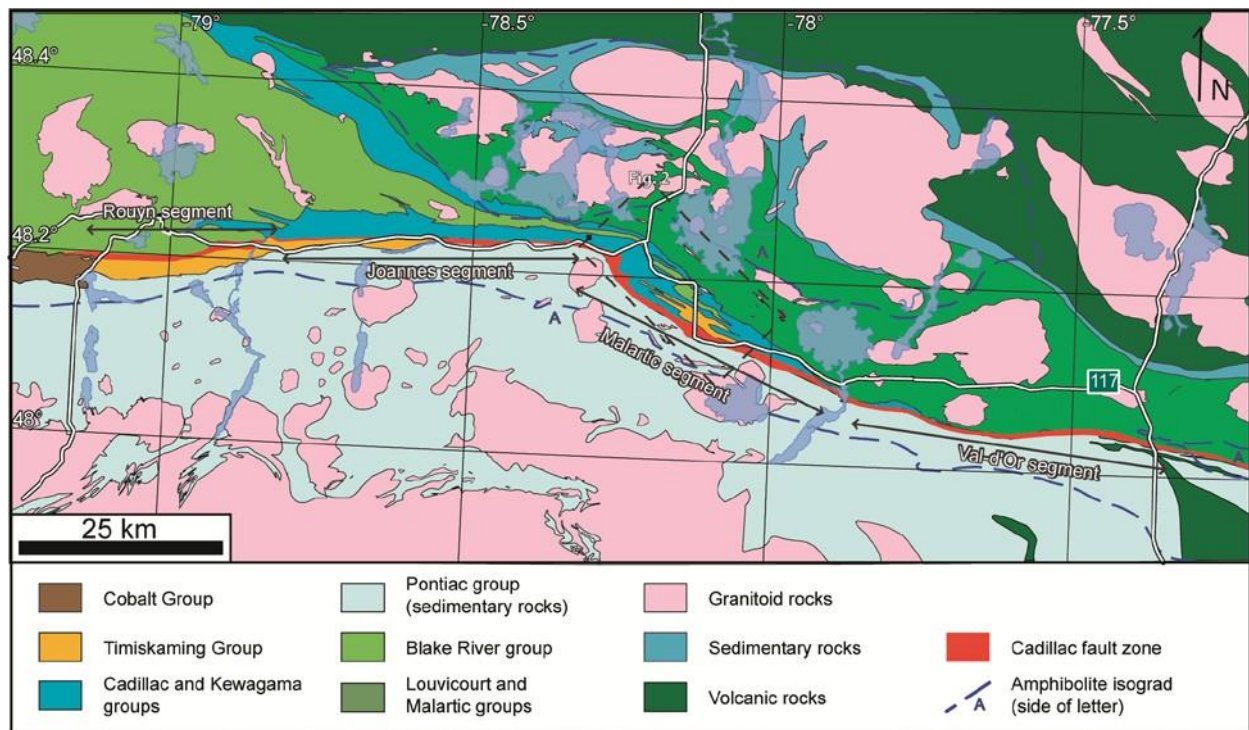 -79°
-78.5°
-78°
-77.5°
48.4°
N
Fig. 2
Rouyn segment
A
48.2°
Joannes segment
A
Malartic segment
117
48°
Val-d'Or segment
A
25 km
Cobalt Group
Pontiac group
(sedimentary rocks)
Granitoid rocks
Timiskaming Group
Blake River group
Sedimentary rocks
Cadillac fault zone
Cadillac and Kewagama
groups
Louvicourt and
Malartic groups
Volcanic rocks
Amphibolite isograd
(side of letter)
A